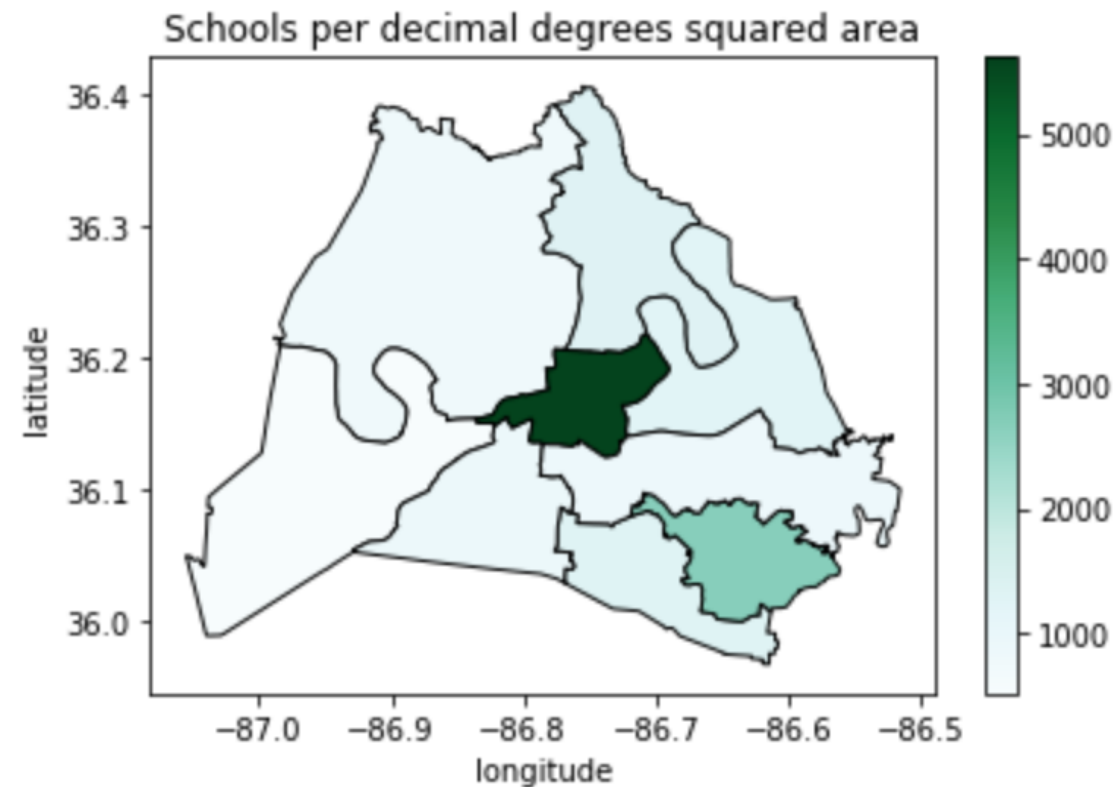 Schools per decimal degrees squared area
36.4
36.3
36.2
36.1
36.0
latitude
−87.0 −86.9 −86.8 −86.7 −86.6 −86.5
longitude
5000
4000
3000
2000
1000